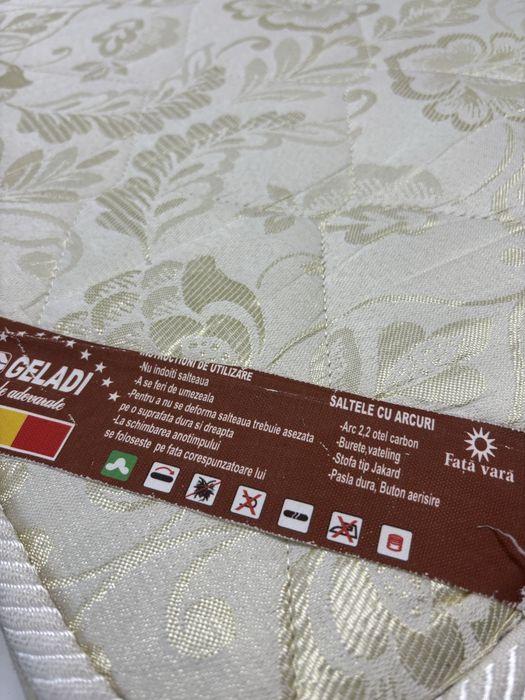 GELADI
INSTRUCTIONI DE UTILIZARE
-Nu indoiti salteaua
-A se feri de umezeala
-Pentru a nu se deforma salteaua trebuie asezata
pe o suprafata dura si dreapta
-La schimbarea anotimpului
se foloseste pe fata corespunzatoare lui
SALTELE CU ARCURI
-Arc 2,2 otel carbon
-Burete,vateling
-Stofa tip Jakard
-Pasla dura, Buton aerisire
Față vară